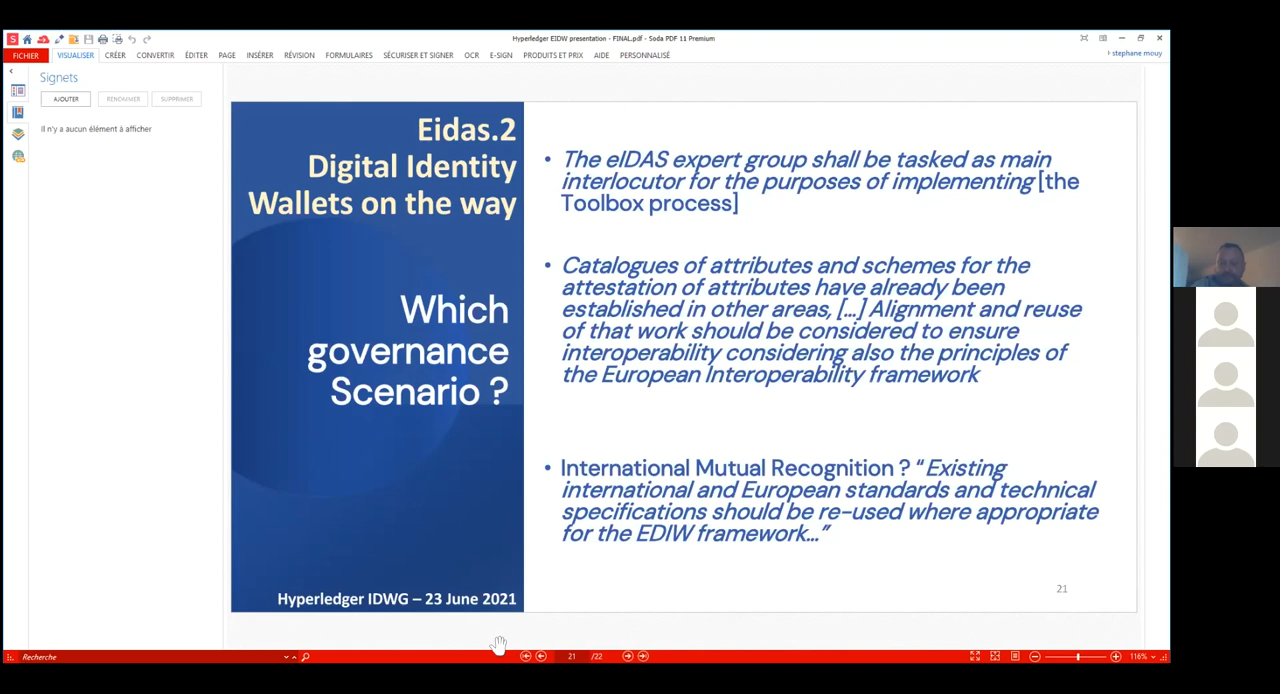 Hyperledger EIDW presentation - FINAL.pdf - Soda PDF 11 Premium
FICHIER VISUALISER CRÉER CONVERTIR ÉDITER PAGE INSÉRER RÉVISION FORMULAIRES SÉCURISER ET SIGNER OCR E-SIGN PRODUITS ET PRIX AIDE PERSONNALISÉ
stephane mouy
Signets
AJOUTER RENOMMER SUPPRIMER
Il n'y a aucun élément à afficher
Eidas.2
Digital Identity
Wallets on the way
Which
governance
Scenario ?
Hyperledger IDWG – 23 June 2021
• The eIDAS expert group shall be tasked as main
interlocutor for the purposes of implementing [the
Toolbox process]
• Catalogues of attributes and schemes for the
attestation of attributes have already been
established in other areas, [...] Alignment and reuse
of that work should be considered to ensure
interoperability considering also the principles of
the European Interoperability framework
• International Mutual Recognition ? “Existing
international and European standards and technical
specifications should be re-used where appropriate
for the EDIW framework...”
21
Recherche
21 /22
116%